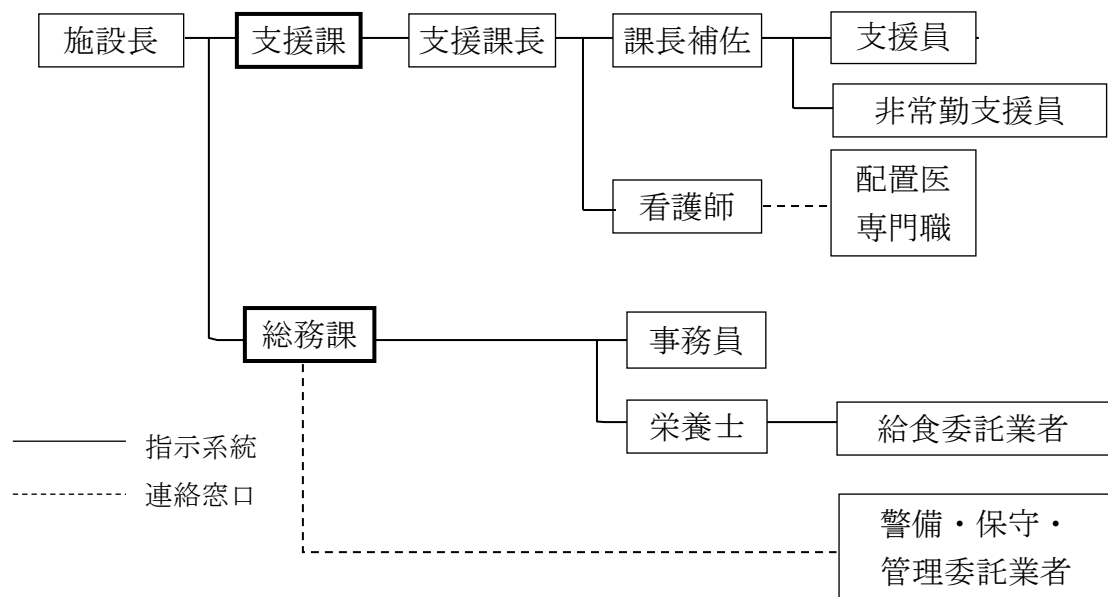 施設長
支援課
支援課長
課長補佐
支援員
非常勤支援員
看護師
配置医
専門職
総務課
事務員
栄養士
給食委託業者
指示系統
連絡窓口
警備・保守・
管理委託業者